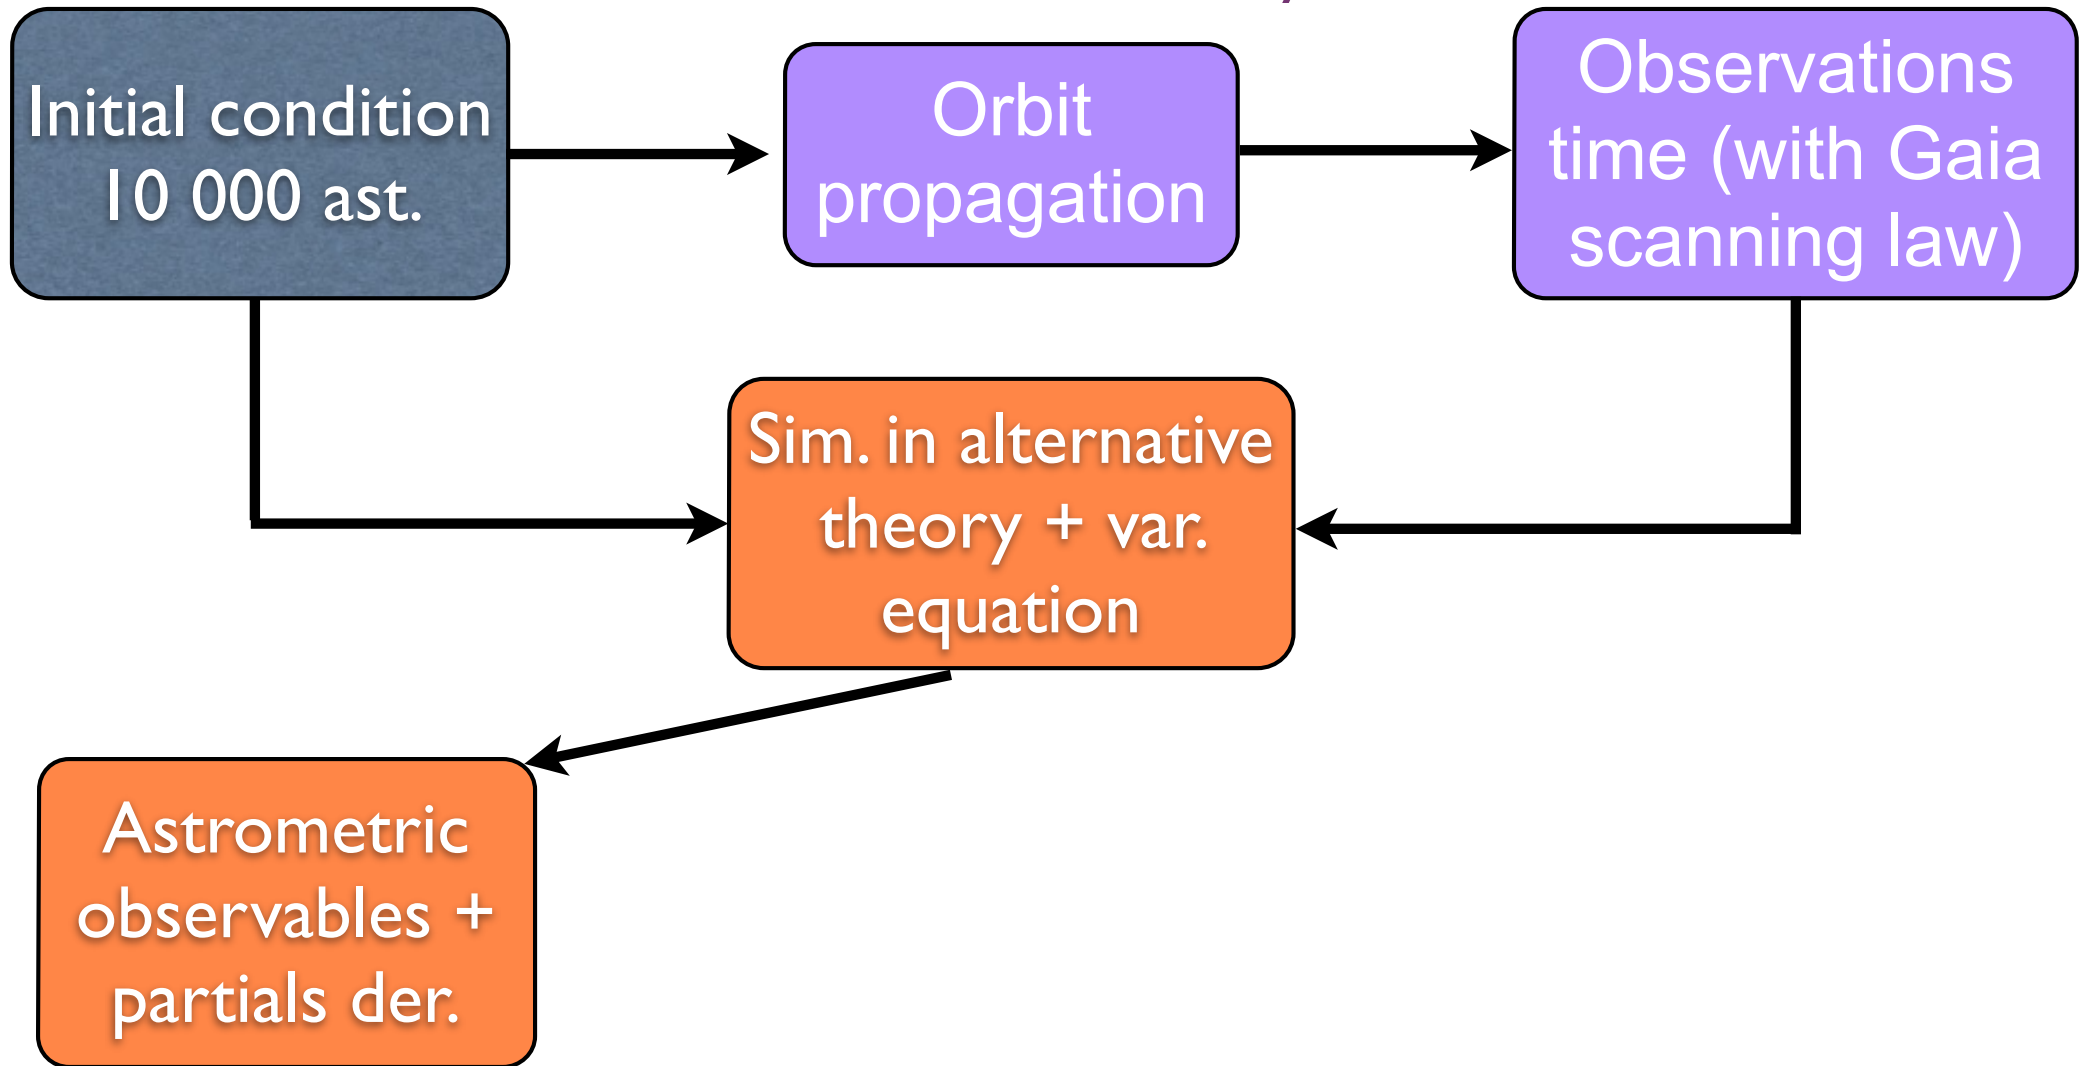 Initial condition
10 000 ast.
Orbit
propagation
Observations
time (with Gaia
scanning law)
Sim. in alternative
theory + var.
equation
Astrometric
observables +
partials der.